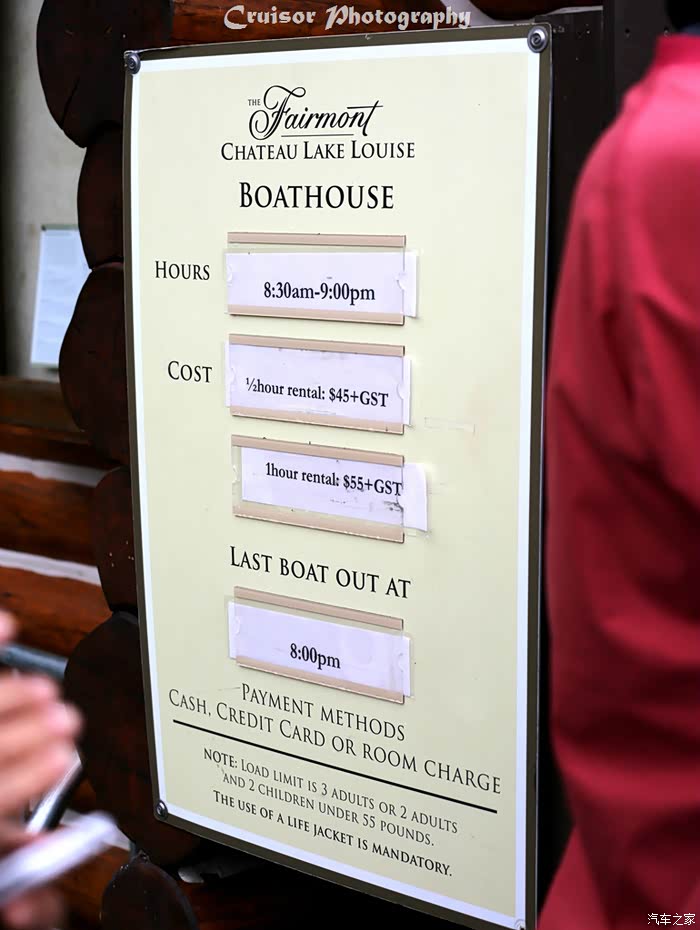 Cruisor Photography
THE Fairmont
CHATEAU LAKE LOUISE
BOATHOUSE
HOURS
8:30am-9:00pm
COST
½hour rental: $45+GST
1hour rental: $55+GST
LAST BOAT OUT AT
8:00pm
PAYMENT METHODS
CASH, CREDIT CARD OR ROOM CHARGE
NOTE: LOAD LIMIT IS 3 ADULTS OR 2 ADULTS
AND 2 CHILDREN UNDER 55 POUNDS.
THE USE OF A LIFE JACKET IS MANDATORY.
汽车之家